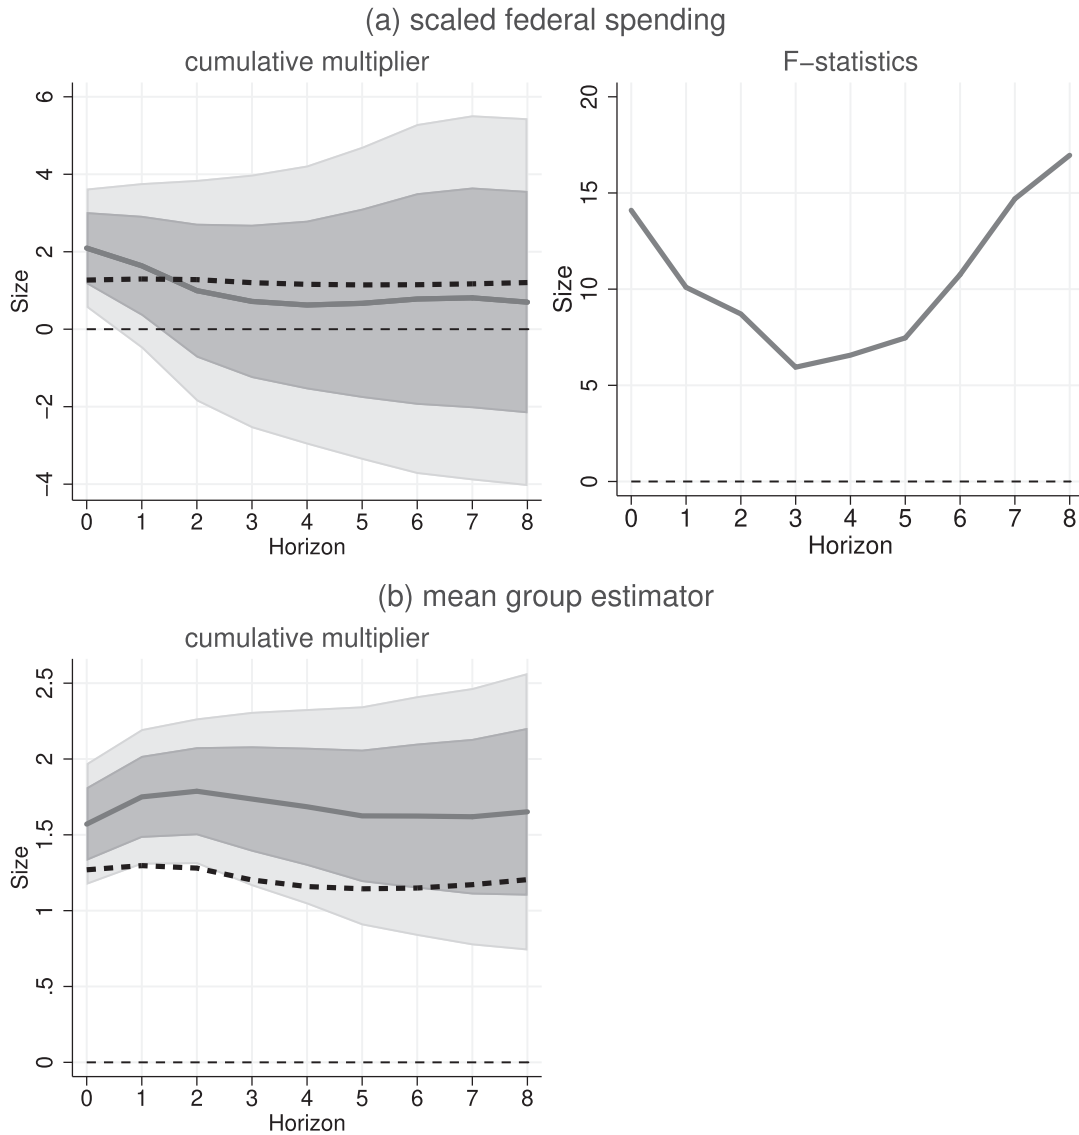 (a) scaled federal spending
cumulative multiplier
Size
6
4
2
0
−2
−4
0 1 2 3 4 5 6 7 8
Horizon
F−statistics
Size
20
15
10
5
0
0 1 2 3 4 5 6 7 8
Horizon
(b) mean group estimator
cumulative multiplier
Size
2.5
2
1.5
1
.5
0
0 1 2 3 4 5 6 7 8
Horizon